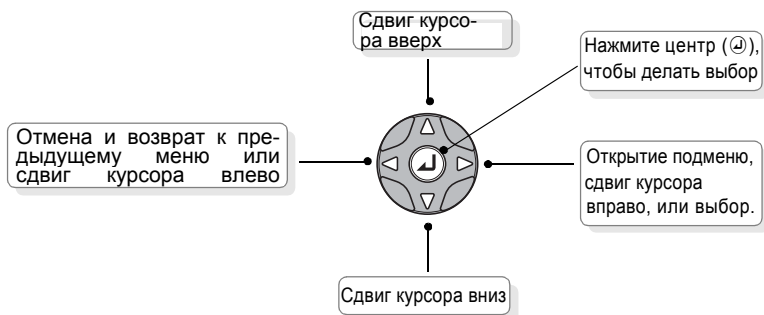 Сдвиг курсо-
ра вверх
Нажмите центр (⏎),
чтобы делать выбор
Отмена и возврат к пре-
дыдущему меню или
сдвиг курсора влево
Открытие подменю,
сдвиг курсора
вправо, или выбор.
Сдвиг курсора вниз